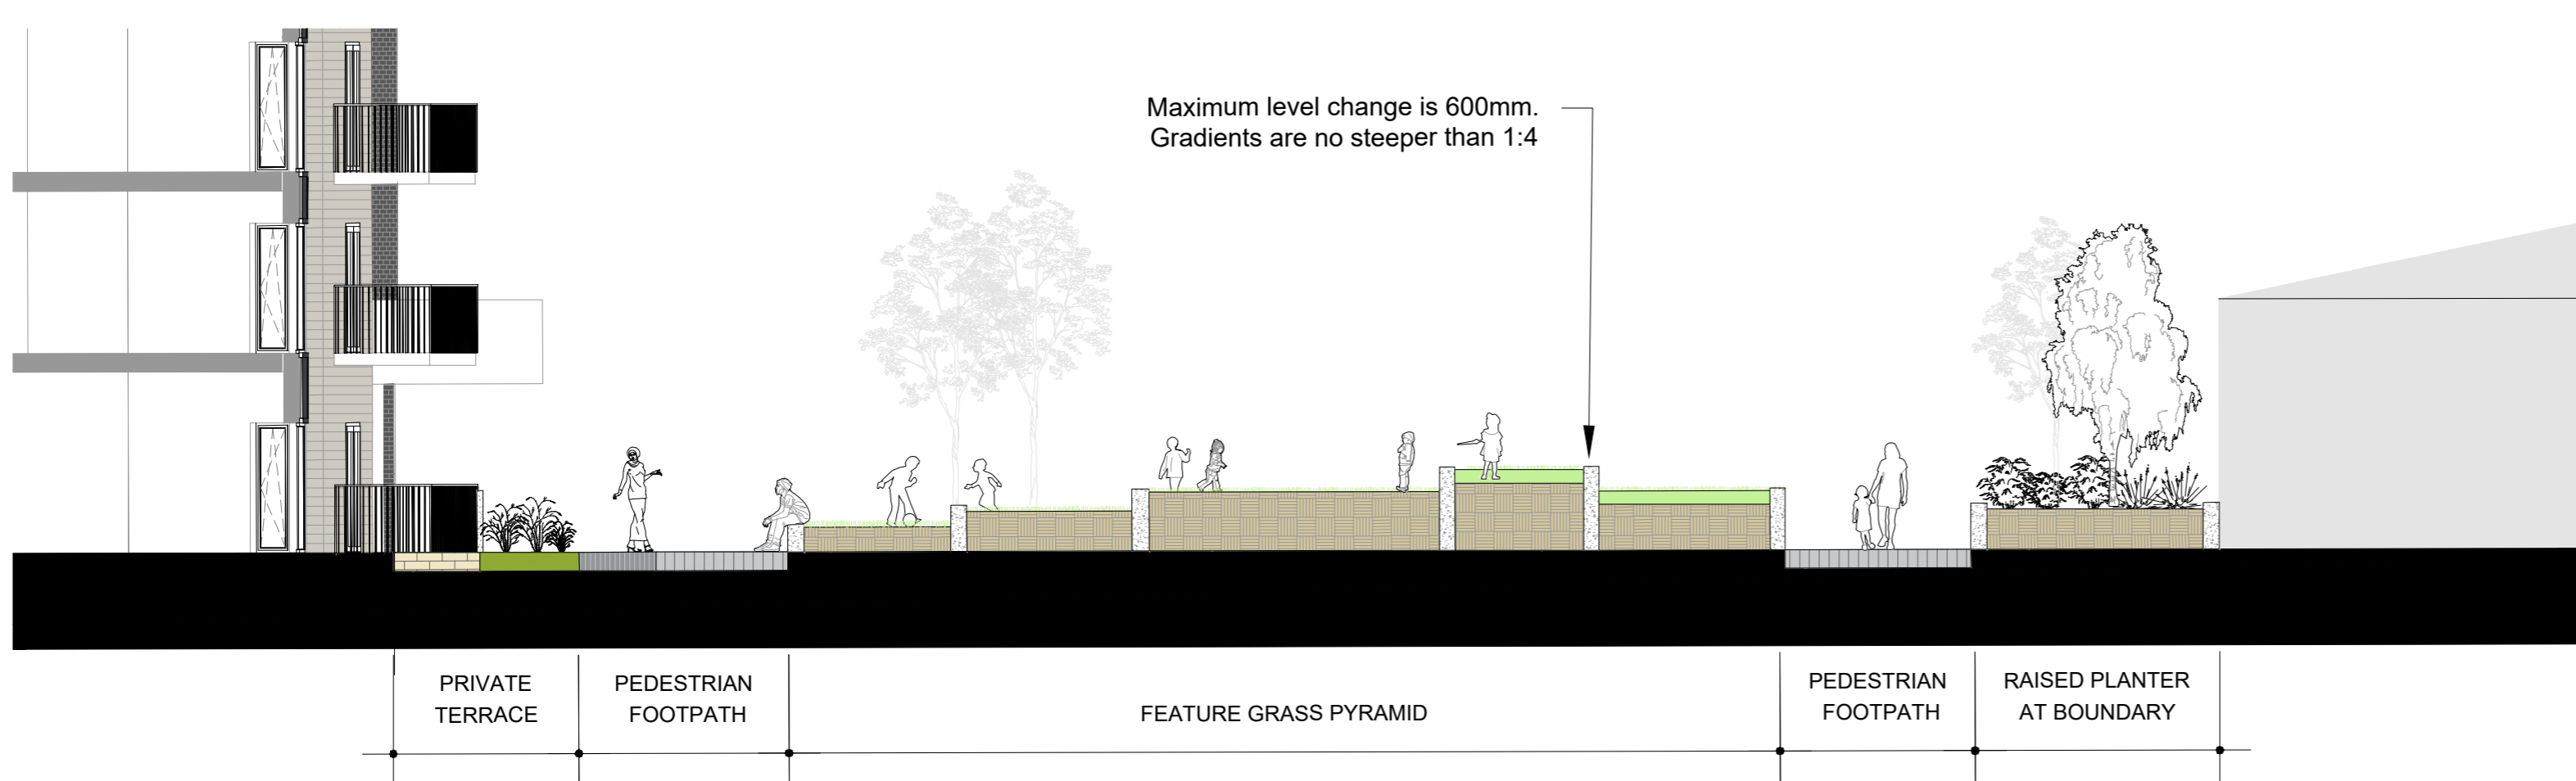 Maximum level change is 600mm.
Gradients are no steeper than 1:4
PRIVATE
TERRACE
PEDESTRIAN
FOOTPATH
FEATURE GRASS PYRAMID
PEDESTRIAN
FOOTPATH
RAISED PLANTER
AT BOUNDARY